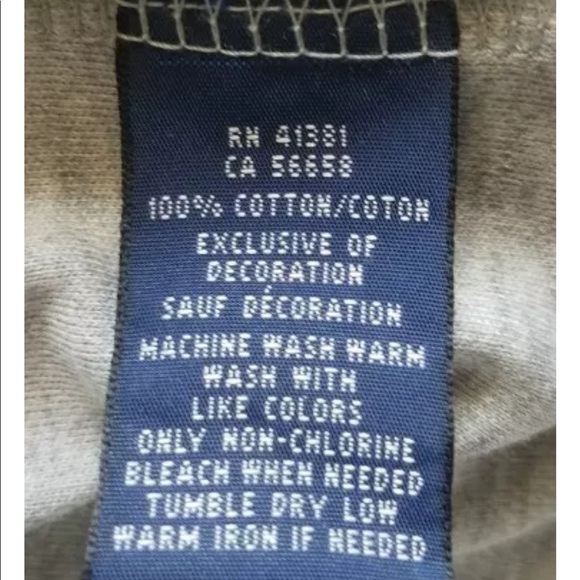 RN 41381
CA 56658
100% COTTON/COTON
EXCLUSIVE OF
DECORATION
SAUF DÉCORATION
MACHINE WASH WARM
WASH WITH
LIKE COLORS
ONLY NON-CHLORINE
BLEACH WHEN NEEDED
TUMBLE DRY LOW
WARM IRON IF NEEDED